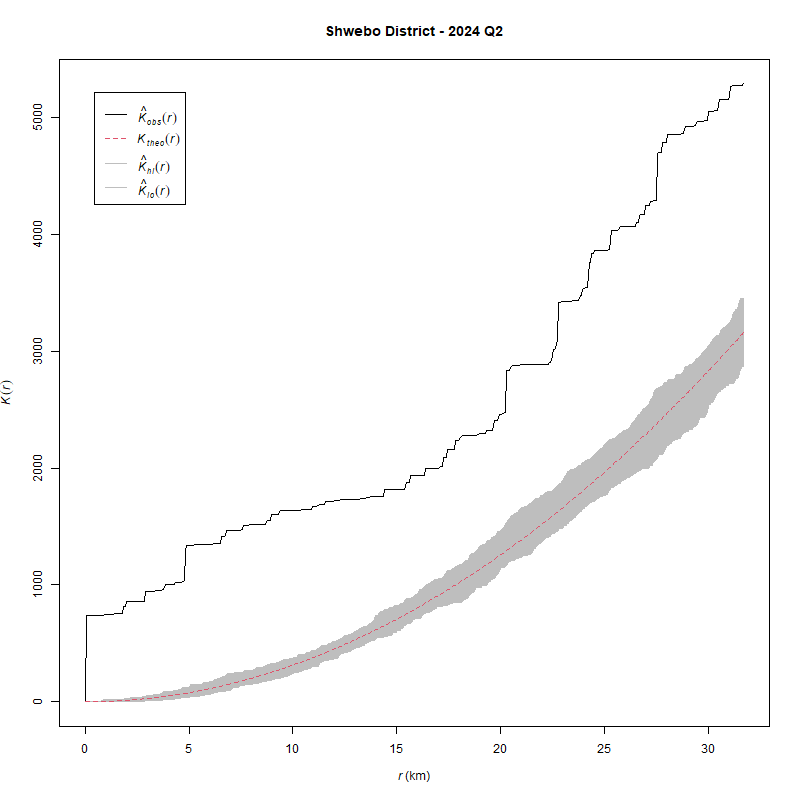 Shwebo District - 2024 Q2
K̂obs(r)
Ktheo(r)
K̂hi(r)
K̂lo(r)
K(r)
5000
4000
3000
2000
1000
0
0 5 10 15 20 25 30
r (km)